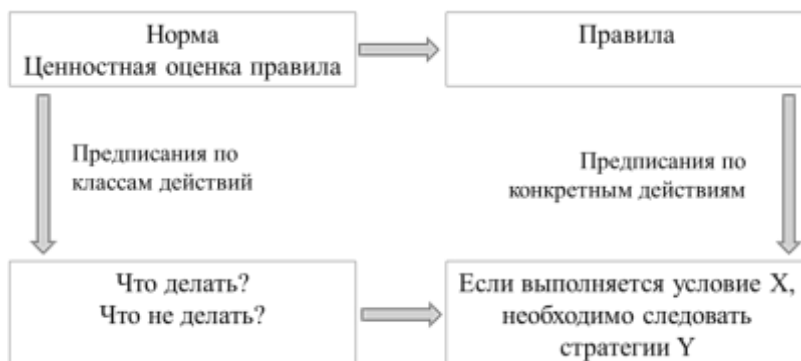 Норма
Ценностная оценка правила
Правила
Предписания по
классам действий
Предписания по
конкретным действиям
Что делать?
Что не делать?
Если выполняется условие X,
необходимо следовать
стратегии Y